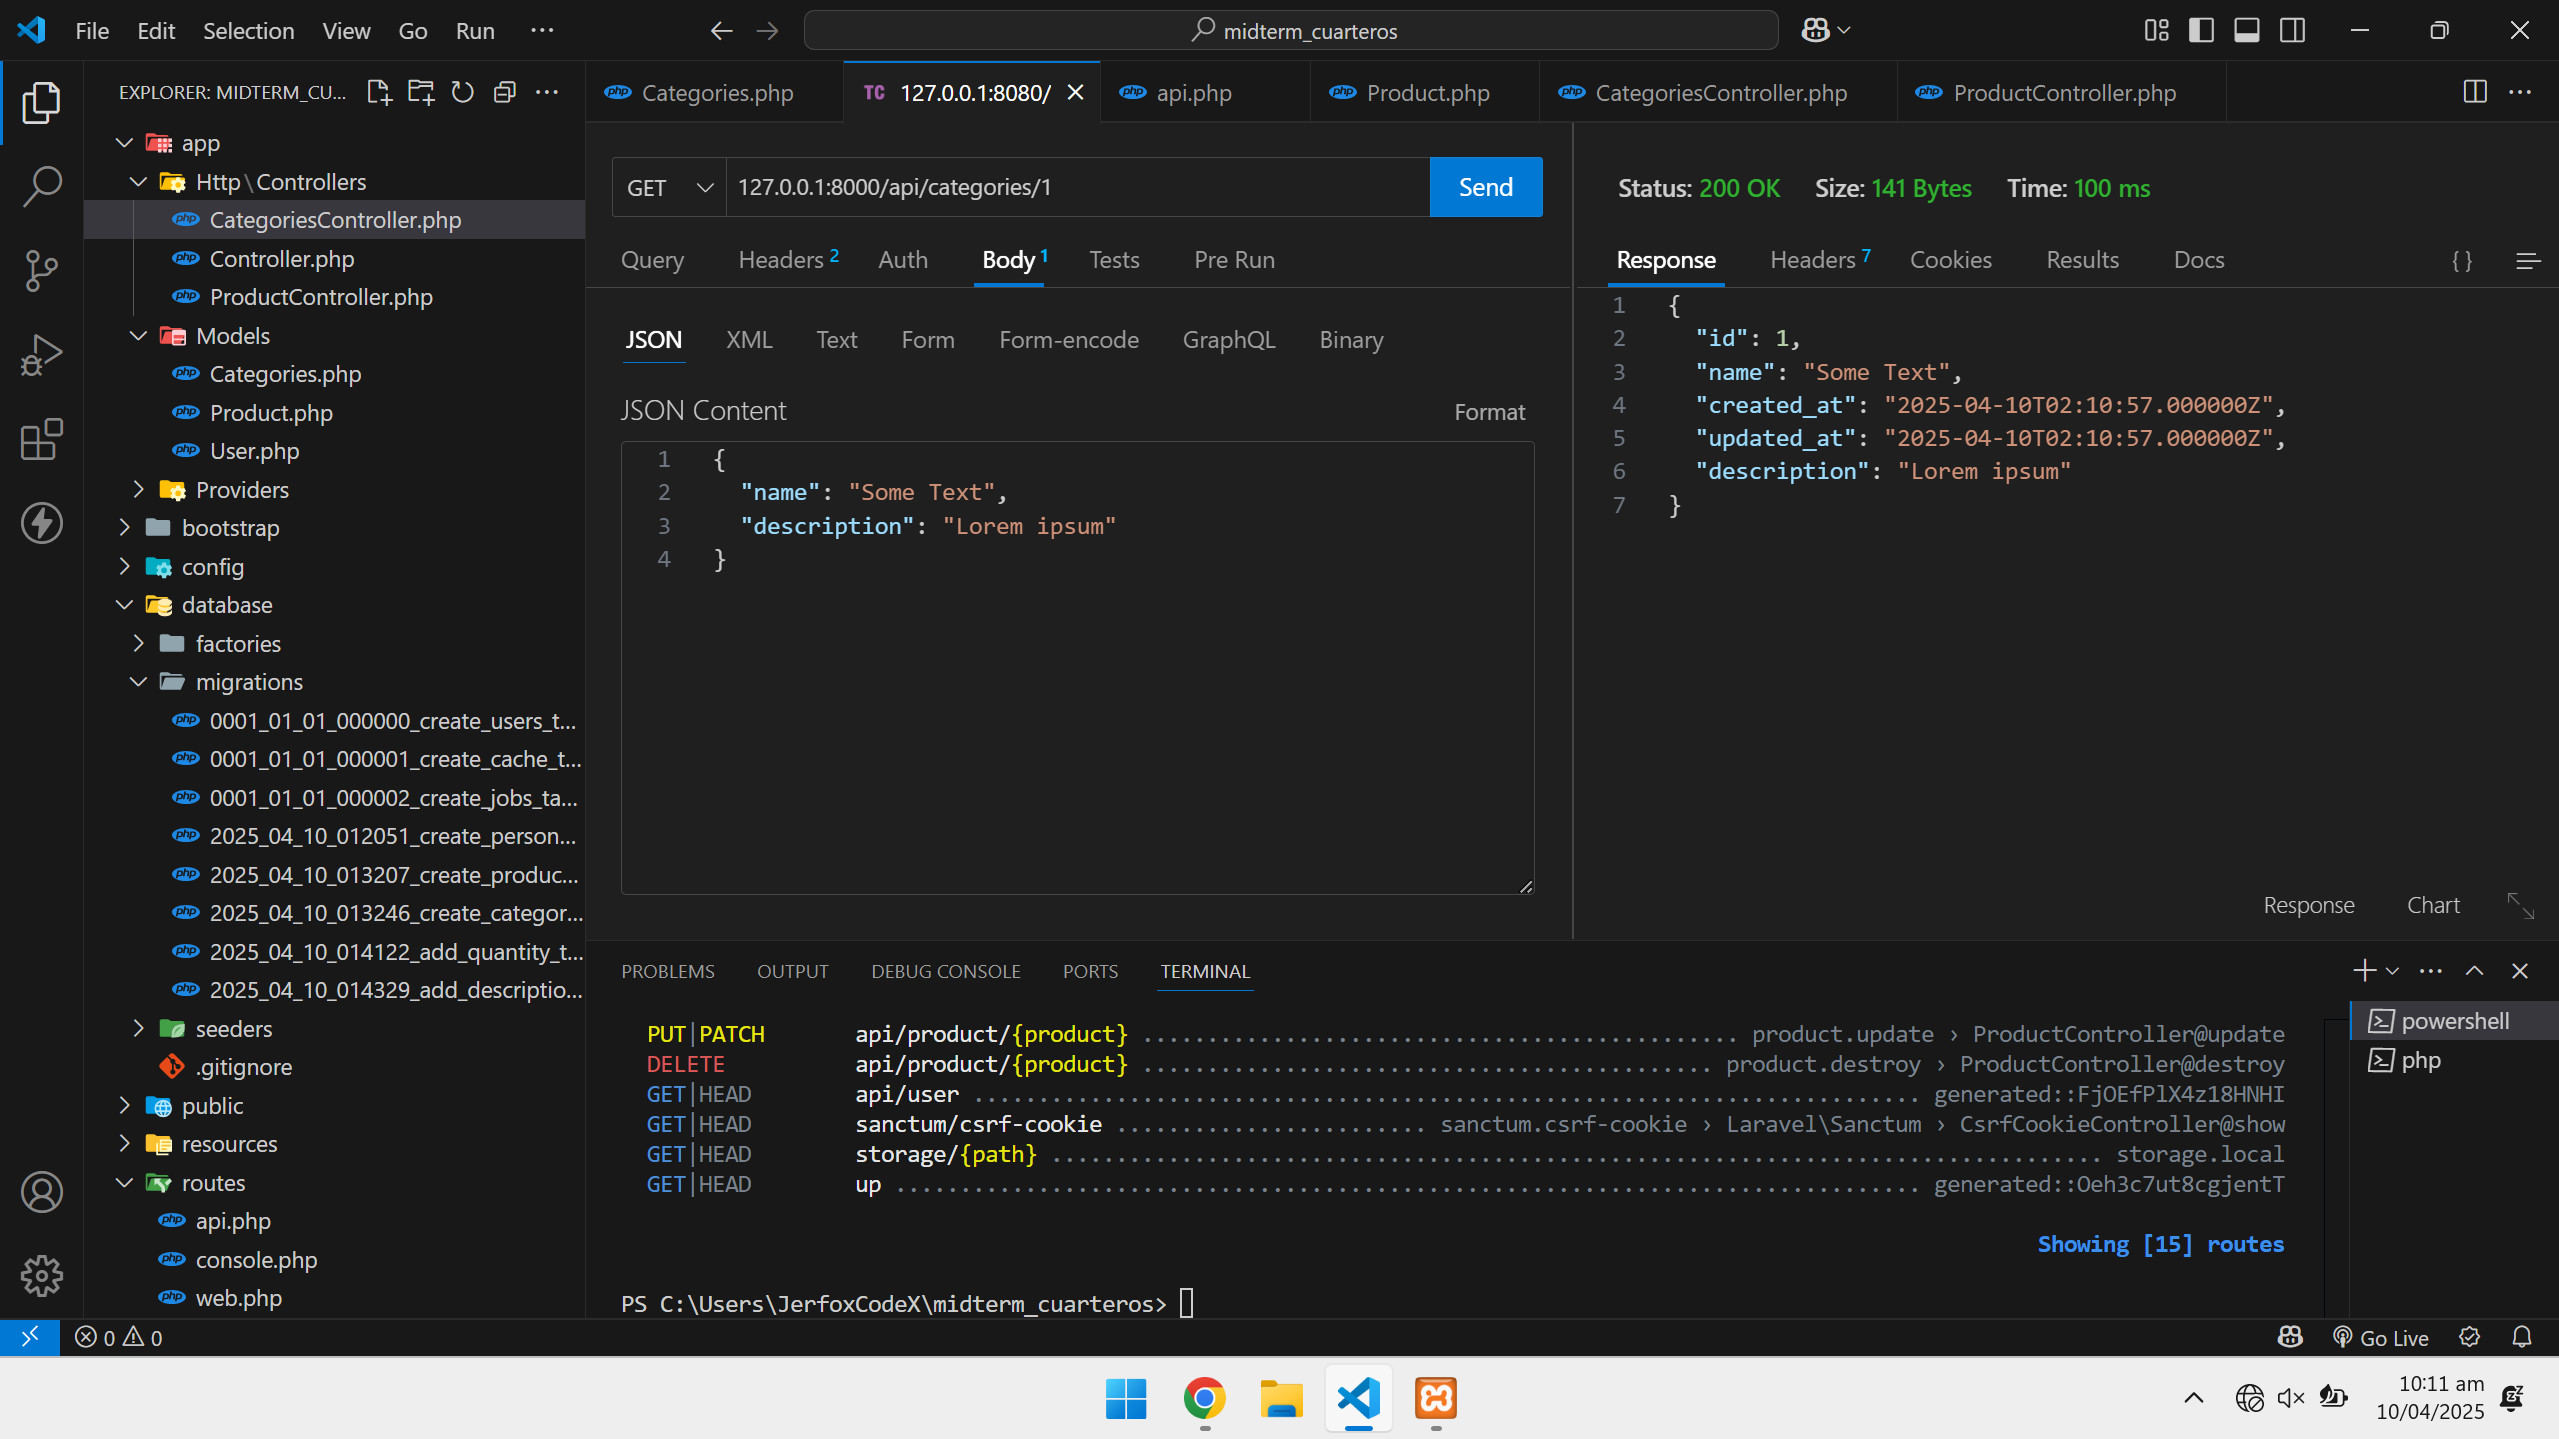 File Edit Selection View Go Run ···
midterm_cuarteros
EXPLORER: MIDTERM_CU...
app
Http\Controllers
CategoriesController.php
Controller.php
ProductController.php
Models
Categories.php
Product.php
User.php
Providers
bootstrap
config
database
factories
migrations
0001_01_01_000000_create_users_t...
0001_01_01_000001_create_cache_t...
0001_01_01_000002_create_jobs_ta...
2025_04_10_012051_create_person...
2025_04_10_013207_create_produc...
2025_04_10_013246_create_categor...
2025_04_10_014122_add_quantity_t...
2025_04_10_014329_add_descriptio...
seeders
.gitignore
public
resources
routes
api.php
console.php
web.php
php Categories.php TC 127.0.0.1:8080/ php api.php php Product.php php CategoriesController.php php ProductController.php
GET 127.0.0.1:8000/api/categories/1 Send
Query Headers 2 Auth Body 1 Tests Pre Run
JSON XML Text Form Form-encode GraphQL Binary
JSON Content Format
1 {
2 "name": "Some Text",
3 "description": "Lorem ipsum"
4 }
Status: 200 OK Size: 141 Bytes Time: 100 ms
Response Headers 7 Cookies Results Docs { }
1 {
2 "id": 1,
3 "name": "Some Text",
4 "created_at": "2025-04-10T02:10:57.000000Z",
5 "updated_at": "2025-04-10T02:10:57.000000Z",
6 "description": "Lorem ipsum"
7 }
Response Chart
PROBLEMS OUTPUT DEBUG CONSOLE PORTS TERMINAL
PUT|PATCH api/product/{product} .............................................. product.update › ProductController@update
DELETE api/product/{product} ............................................ product.destroy › ProductController@destroy
GET|HEAD api/user ......................................................................... generated::FjOEfPlX4z18HNHI
GET|HEAD sanctum/csrf-cookie ........................ sanctum.csrf-cookie › Laravel\Sanctum › CsrfCookieController@show
GET|HEAD storage/{path} ................................................................................. storage.local
GET|HEAD up ............................................................................... generated::Oeh3c7ut8cgjentT
Showing [15] routes
PS C:\Users\JerfoxCodeX\midterm_cuarteros>
powershell
php
0 0
Go Live
10:11 am
10/04/2025